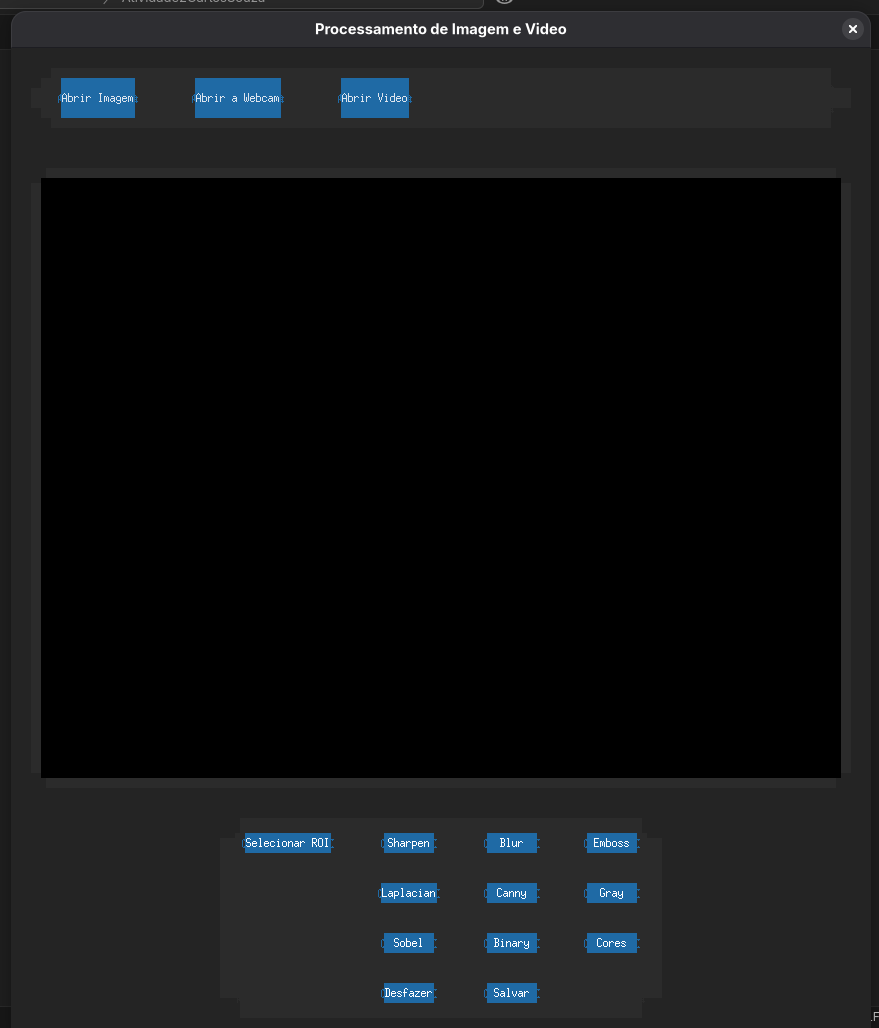 Processamento de Imagem e Video
Abrir Imagem Abrir a Webcam Abrir Video
Selecionar ROI Sharpen Blur Emboss
Laplacian Canny Gray
Sobel Binary Cores
Desfazer Salvar